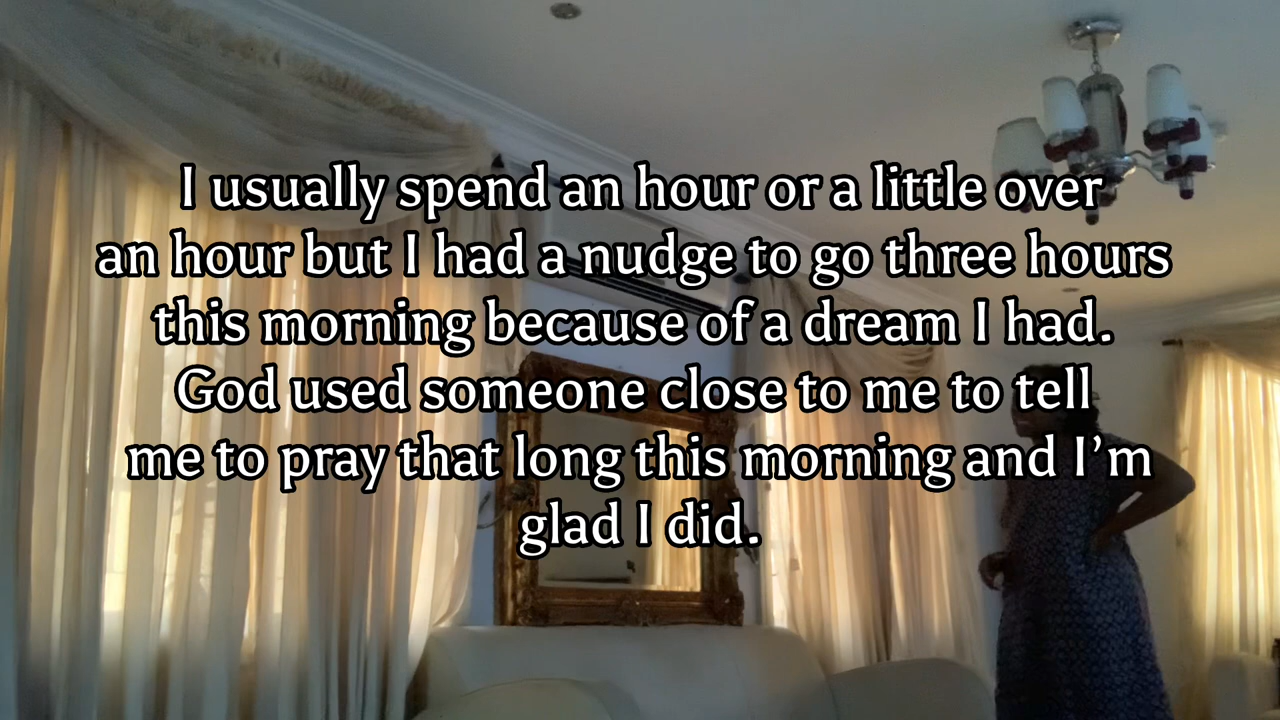 I usually spend an hour or a little over
an hour but I had a nudge to go three hours
this morning because of a dream I had.
God used someone close to me to tell
me to pray that long this morning and I’m
glad I did.